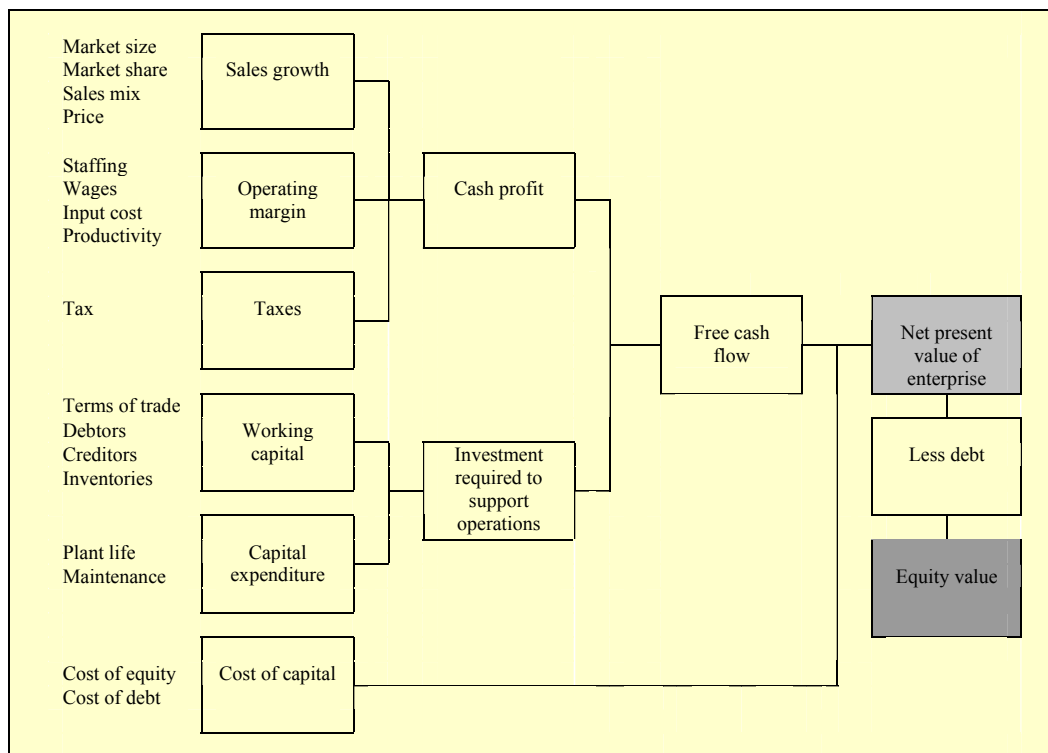 Market size
Market share
Sales mix
Price
Sales growth
Staffing
Wages
Input cost
Productivity
Operating
margin
Cash profit
Tax
Taxes
Free cash
flow
Net present
value of
enterprise
Terms of trade
Debtors
Creditors
Inventories
Working
capital
Investment
required to
support
operations
Less debt
Plant life
Maintenance
Capital
expenditure
Equity value
Cost of equity
Cost of debt
Cost of capital